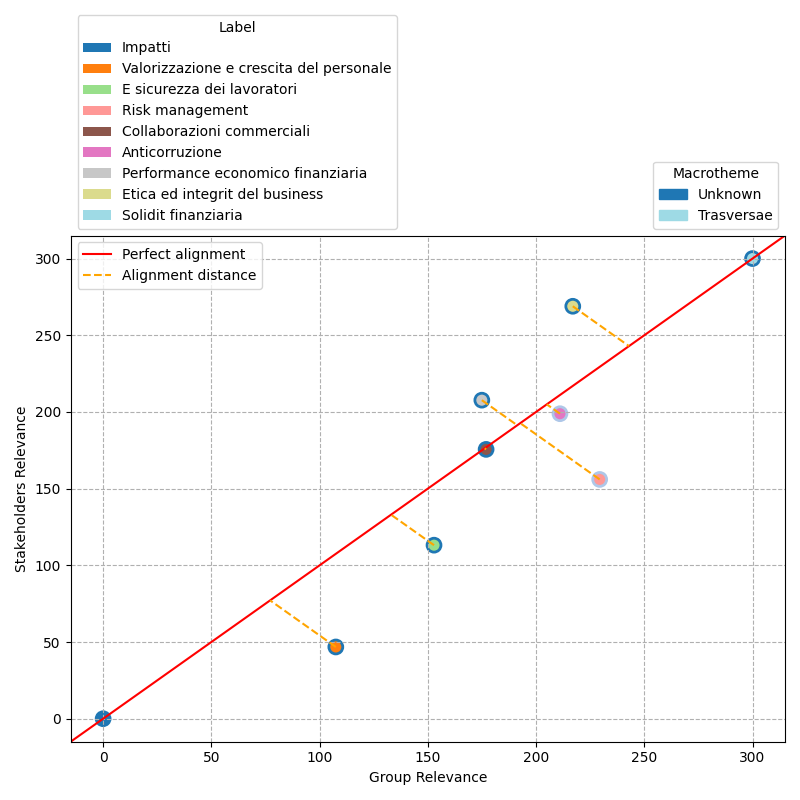 Label
Impatti
Valorizzazione e crescita del personale
E sicurezza dei lavoratori
Risk management
Collaborazioni commerciali
Anticorruzione
Performance economico finanziaria
Etica ed integrit del business
Solidit finanziaria
Macrotheme
Unknown
Trasversae
Perfect alignment
Alignment distance
300
250
200
150
100
50
0
Stakeholders Relevance
0 50 100 150 200 250 300
Group Relevance